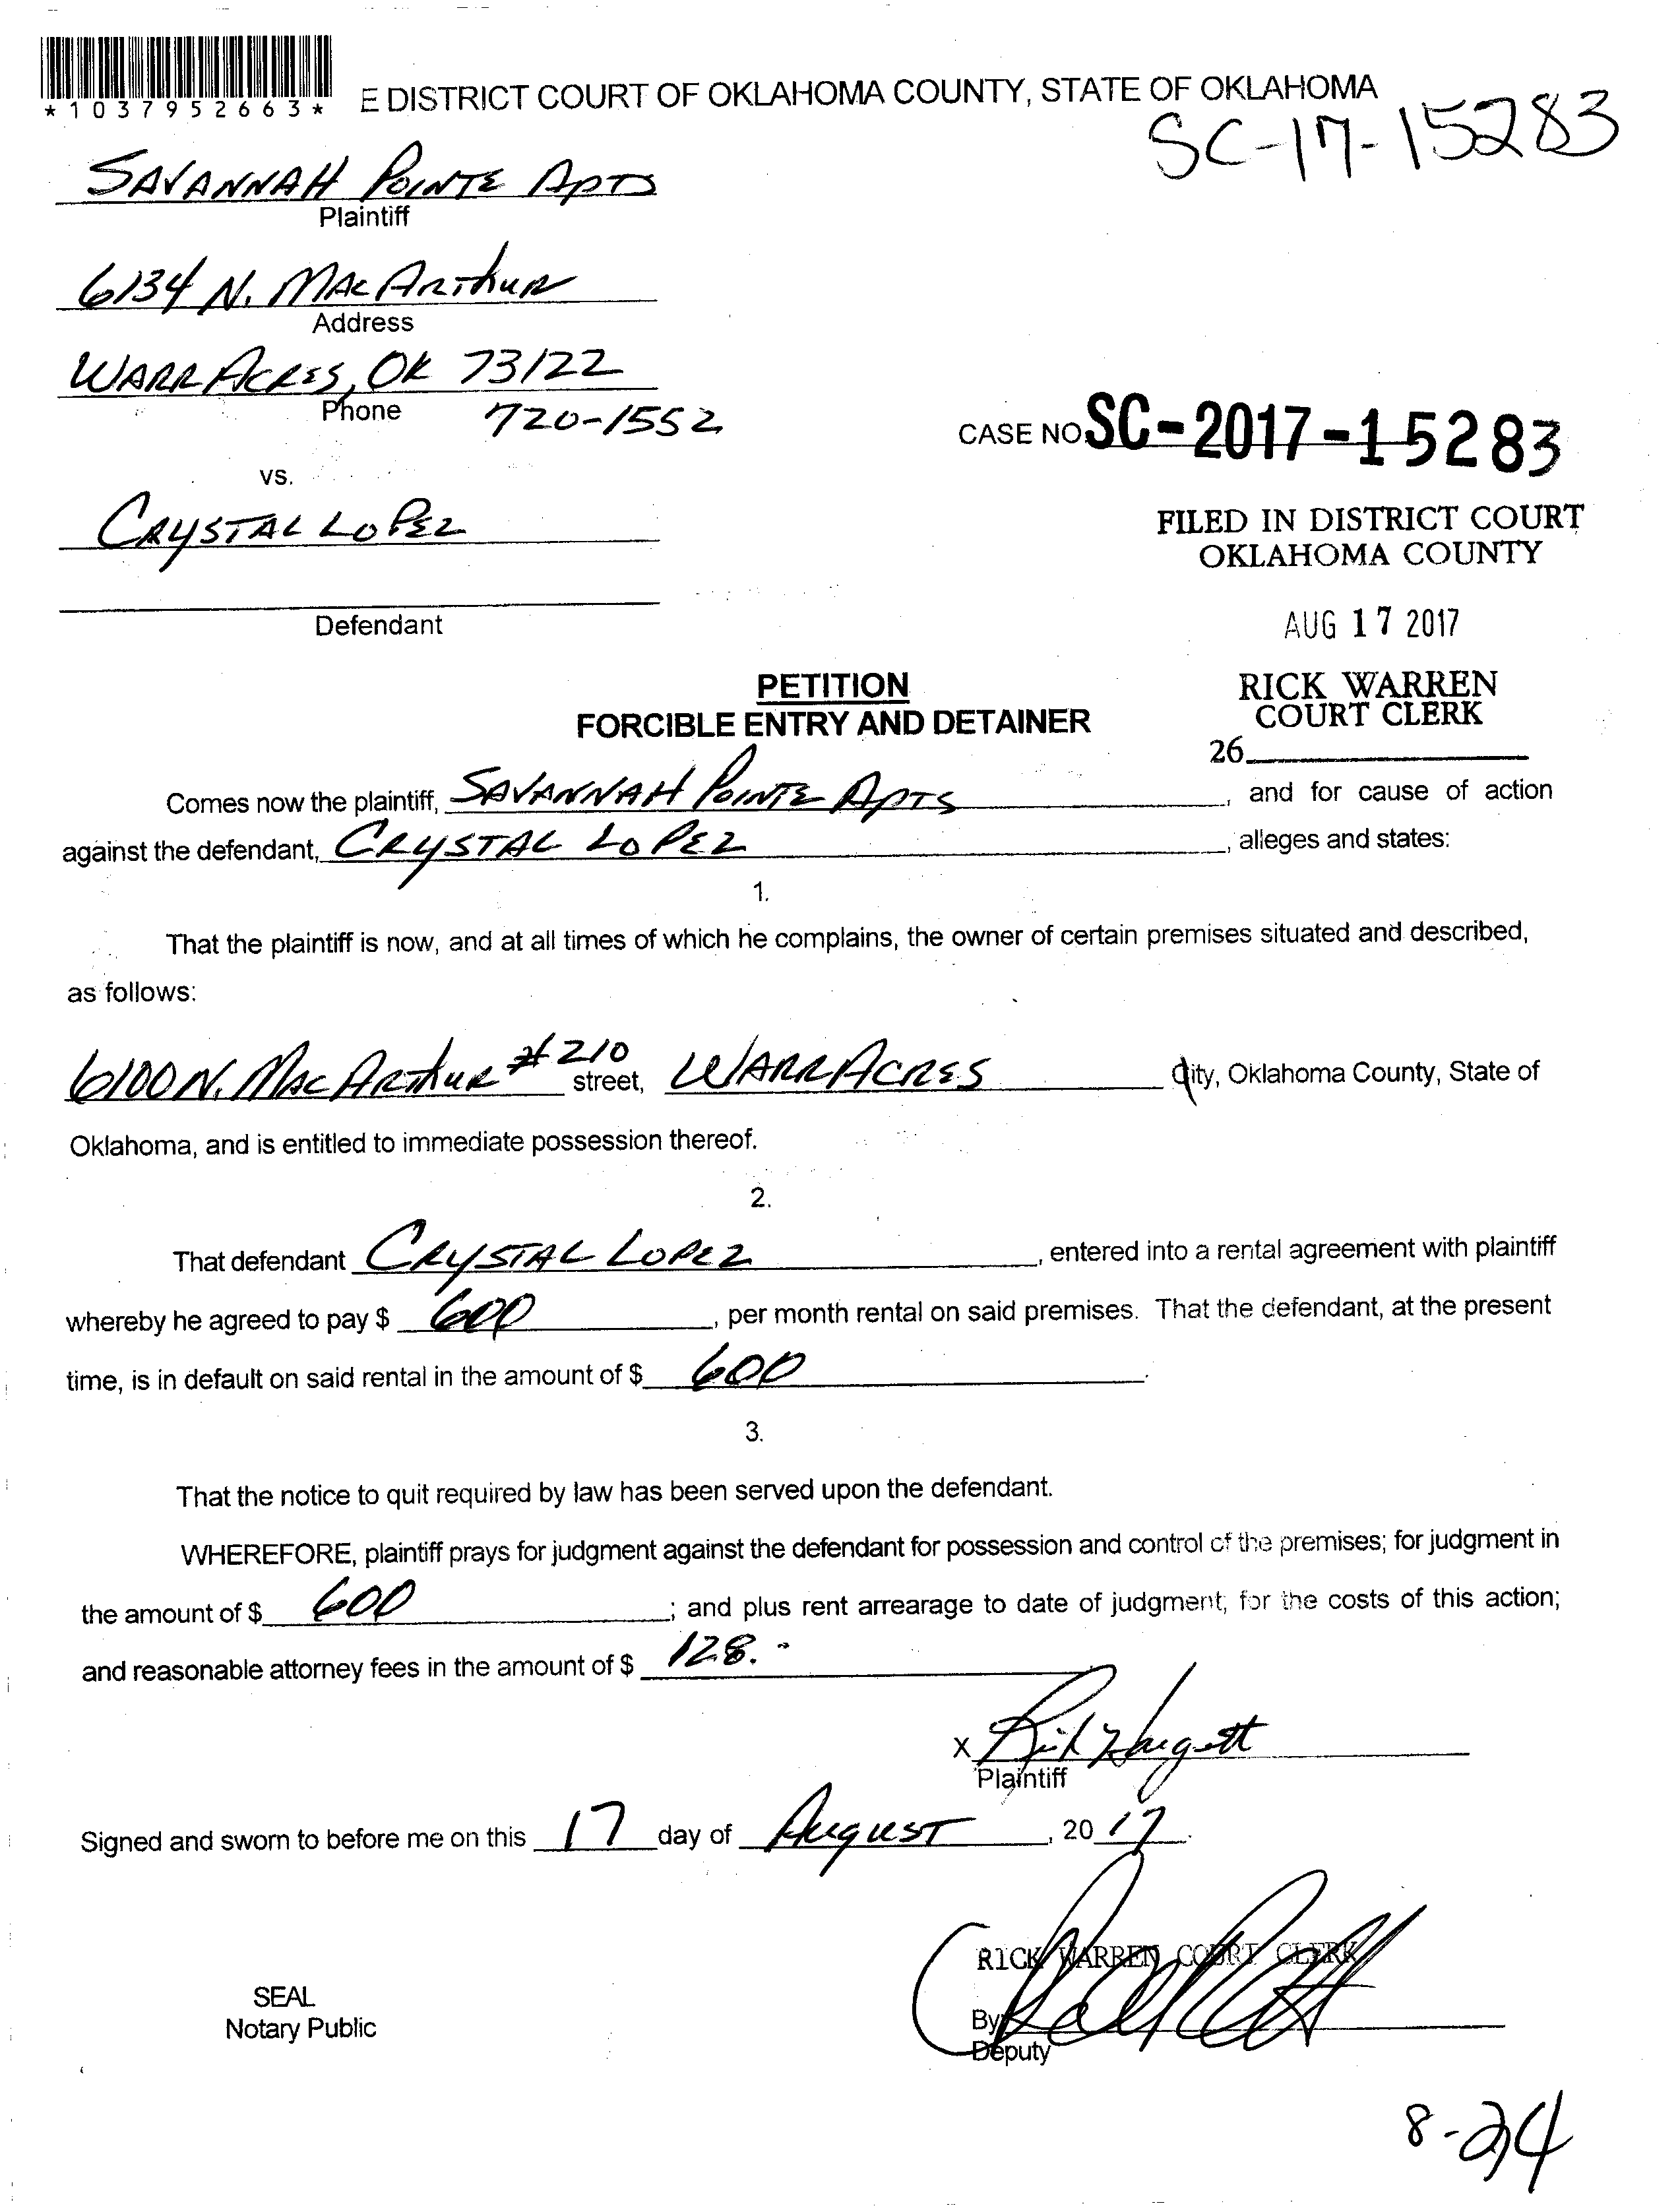 *1037952663*
E DISTRICT COURT OF OKLAHOMA COUNTY, STATE OF OKLAHOMA
SC-17-15283
SAVANNAH POINTE APTS
Plaintiff
6134 N. MACARTHUR
Address
WARR ACRES, OK 73122
Phone 720-1552
CASE NO. SC-2017-15283
vs.
CRYSTAL LOPEZ
FILED IN DISTRICT COURT
OKLAHOMA COUNTY
Defendant
AUG 17 2017
PETITION
FORCIBLE ENTRY AND DETAINER
RICK WARREN
COURT CLERK
26
Comes now the plaintiff, SAVANNAH POINTE APTS, and for cause of action
against the defendant, CRYSTAL LOPEZ, alleges and states:
1.
That the plaintiff is now, and at all times of which he complains, the owner of certain premises situated and described,
as follows:
6100 N. MACARTHUR #210 street, WARR ACRES City, Oklahoma County, State of
Oklahoma, and is entitled to immediate possession thereof.
2.
That defendant CRYSTAL LOPEZ, entered into a rental agreement with plaintiff
whereby he agreed to pay $ 600, per month rental on said premises. That the defendant, at the present
time, is in default on said rental in the amount of $ 600.
3.
That the notice to quit required by law has been served upon the defendant.
WHEREFORE, plaintiff prays for judgment against the defendant for possession and control of the premises; for judgment in
the amount of $ 600; and plus rent arrearage to date of judgment; for the costs of this action;
and reasonable attorney fees in the amount of $ 128.-
x
Plaintiff
Signed and sworn to before me on this 17 day of August, 2017.
RICK WARREN COURT CLERK
SEAL
Notary Public
By
Deputy
8-24